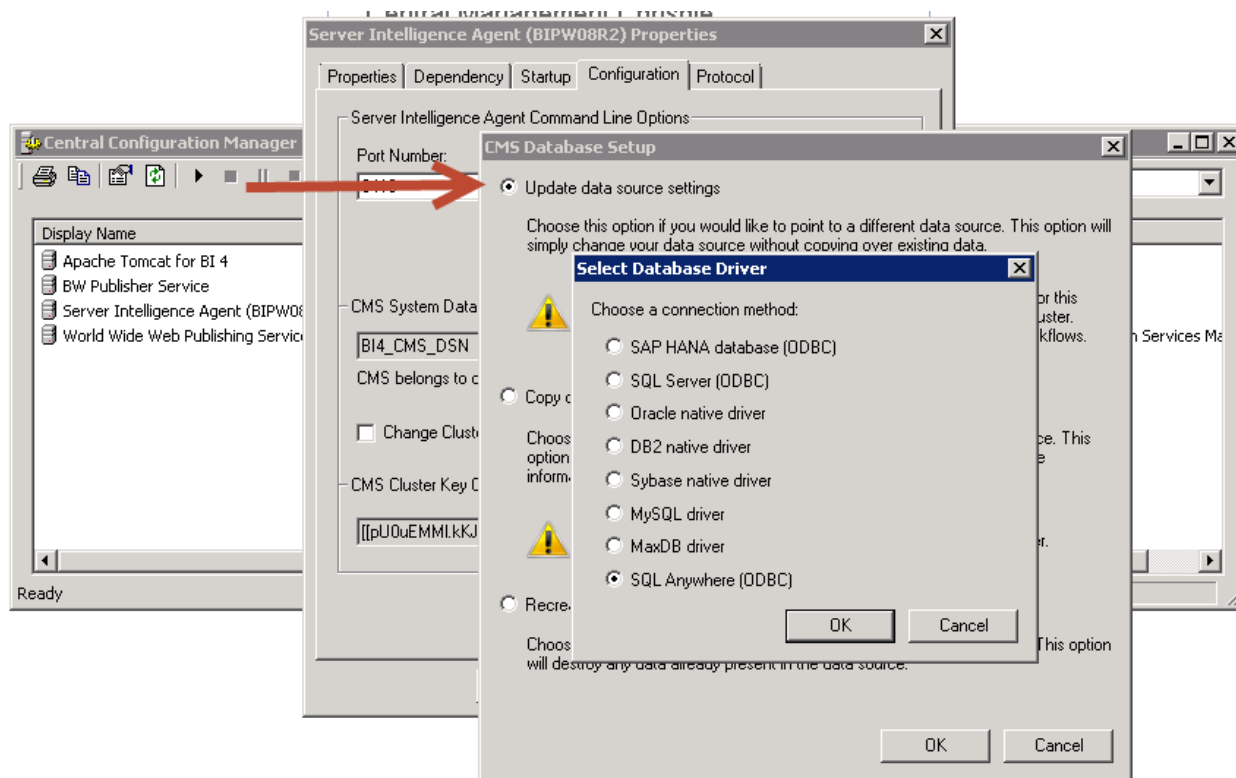 Central Management Console
Server Intelligence Agent (BIPW08R2) Properties
Properties
Dependency
Startup
Configuration
Protocol
Server Intelligence Agent Command Line Options
Port Number:
CMS System Data
BI4_CMS_DSN
CMS belongs to c
Change Clust
CMS Cluster Key C
[[pU0uEMMI.kKJ
Central Configuration Manager
Display Name
Apache Tomcat for BI 4
BW Publisher Service
Server Intelligence Agent (BIPW08
World Wide Web Publishing Servic
n Services Ma
Ready
CMS Database Setup
Update data source settings
Choose this option if you would like to point to a different data source. This option will
simply change your data source without copying over existing data.
or this
uster.
kflows.
Copy
Choos
ce. This
option
inform
er.
Recre
Choos
This option
will destroy any data already present in the data source.
OK
Cancel
Select Database Driver
Choose a connection method:
SAP HANA database (ODBC)
SQL Server (ODBC)
Oracle native driver
DB2 native driver
Sybase native driver
MySQL driver
MaxDB driver
SQL Anywhere (ODBC)
OK
Cancel